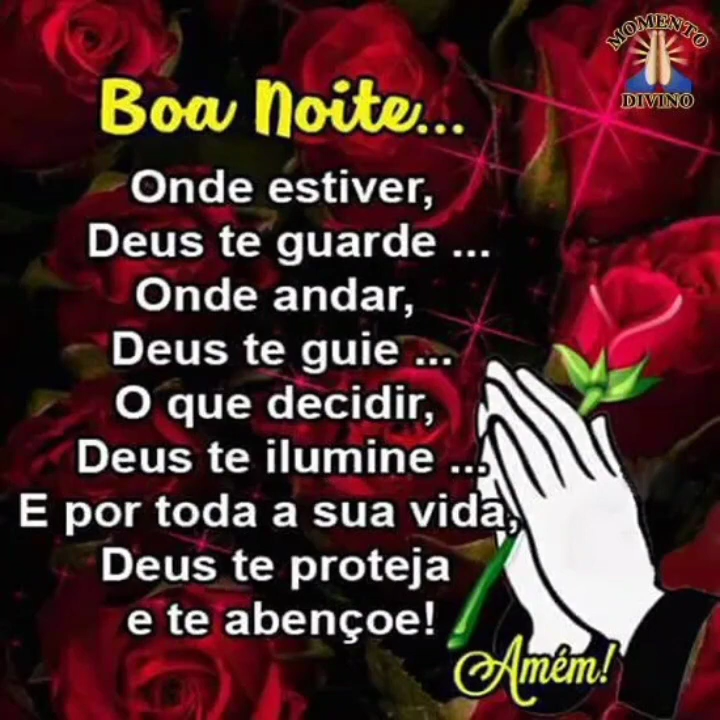 MOMENTO
DIVINO
Boa Noite...
Onde estiver,
Deus te guarde ...
Onde andar,
Deus te guie ...
O que decidir,
Deus te ilumine ...
E por toda a sua vida,
Deus te proteja
e te abençoe!
Amém!